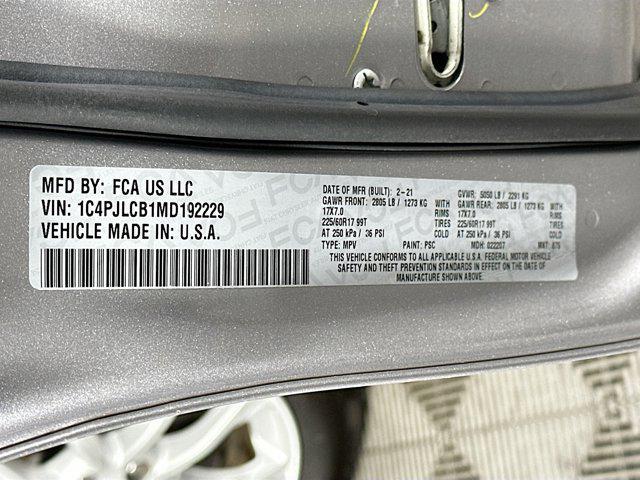 MFD BY: FCA US LLC
VIN: 1C4PJLCB1MD192229
VEHICLE MADE IN: U.S.A.
DATE OF MFR (BUILT): 2-21 GVWR: 5050 LB / 2291 KG
GAWR FRONT: 2805 LB / 1273 KG WITH GAWR REAR: 2805 LB / 1273 KG WITH
17X7.0 RIMS 17X7.0 RIMS
225/60R17 99T TIRES 225/60R17 99T TIRES
AT 250 kPa / 36 PSI COLD AT 250 kPa / 36 PSI COLD
TYPE: MPV PAINT: PSC MDH: 022207 MKT: 875
THIS VEHICLE CONFORMS TO ALL APPLICABLE U.S.A. FEDERAL MOTOR VEHICLE
SAFETY AND THEFT PREVENTION STANDARDS IN EFFECT ON THE DATE OF
MANUFACTURE SHOWN ABOVE.